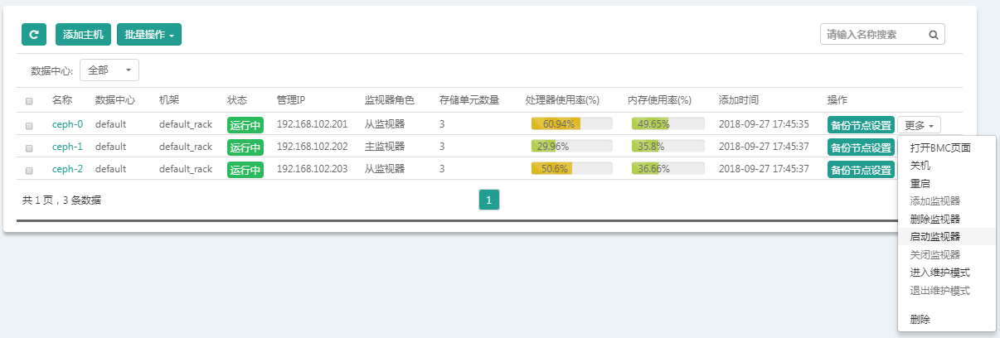 添加主机 批量操作 请输入名称搜索
数据中心: 全部
名称 数据中心 机架 状态 管理IP 监视器角色 存储单元数量 处理器使用率(%) 内存使用率(%) 添加时间 操作
ceph-0 default default_rack 运行中 192.168.102.201 从监视器 3 60.94% 49.65% 2018-09-27 17:45:35 备份节点设置 更多
ceph-1 default default_rack 运行中 192.168.102.202 主监视器 3 29.96% 35.8% 2018-09-27 17:45:37 备份节点设置
ceph-2 default default_rack 运行中 192.168.102.203 从监视器 3 50.6% 36.66% 2018-09-27 17:45:37 备份节点设置
共 1 页，3 条数据 1
打开BMC页面
关机
重启
添加监视器
删除监视器
启动监视器
关闭监视器
进入维护模式
退出维护模式
删除